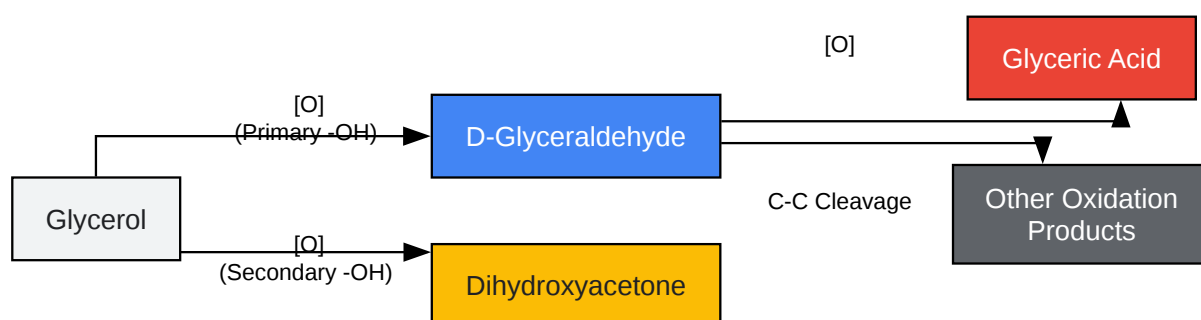 [O]
Glyceric Acid
[O]
(Primary -OH)
D-Glyceraldehyde
Glycerol
C-C Cleavage
Other Oxidation
Products
[O]
(Secondary -OH)
Dihydroxyacetone